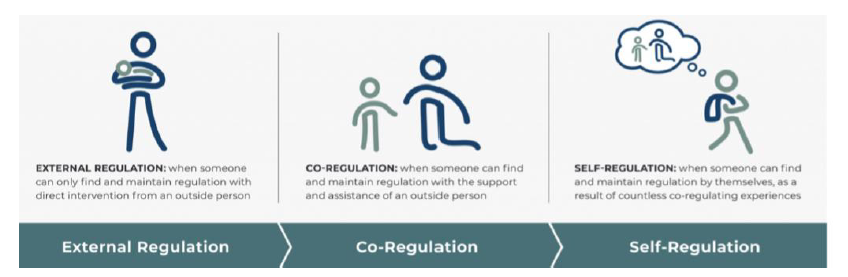 EXTERNAL REGULATION: when someone
can only find and maintain regulation with
direct intervention from an outside person
CO-REGULATION: when someone can find
and maintain regulation with the support
and assistance of an outside person
SELF-REGULATION: when someone can find
and maintain regulation by themselves, as a
result of countless co-regulating experiences
External Regulation
Co-Regulation
Self-Regulation